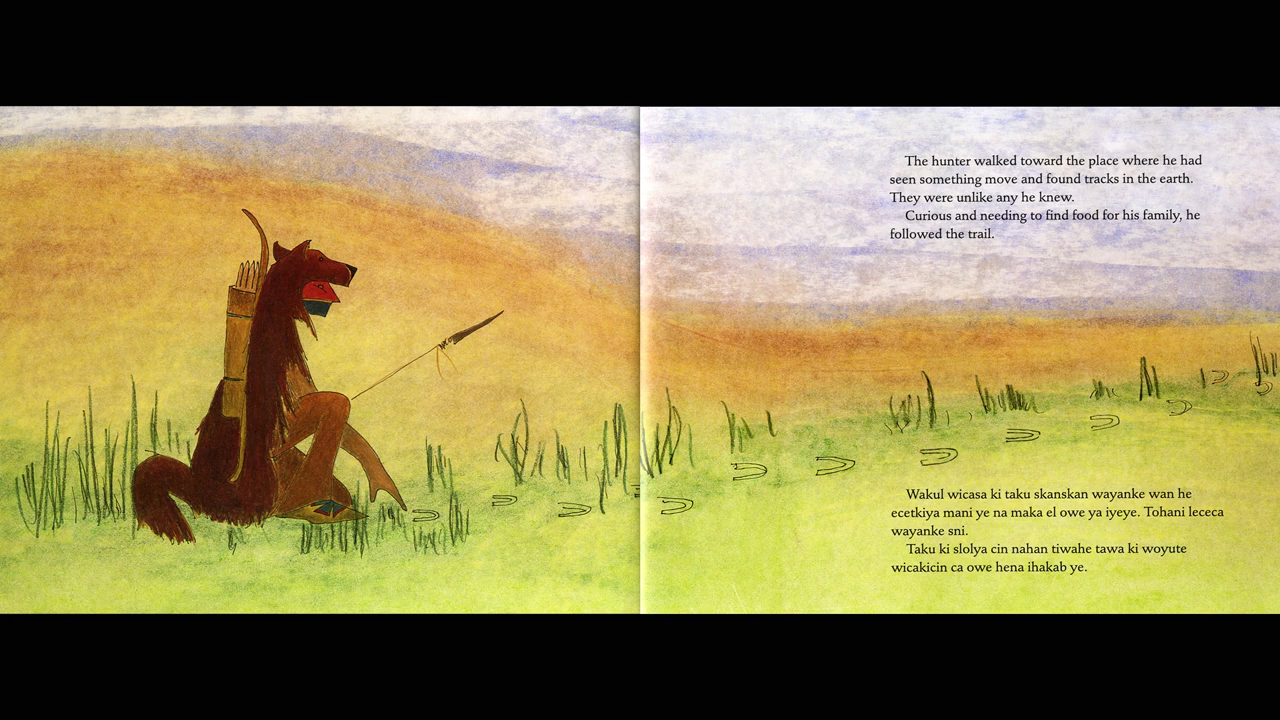 The hunter walked toward the place where he had
seen something move and found tracks in the earth.
They were unlike any he knew.
Curious and needing to find food for his family, he
followed the trail.
Wakul wicasa ki taku skanskan wayanke wan he
ecetkiya mani ye na maka el owe ya iyeye. Tohani lececa
wayanke sni.
Taku ki slolya cin nahan tiwahe tawa ki woyute
wicakicin ca owe hena ihakab ye.